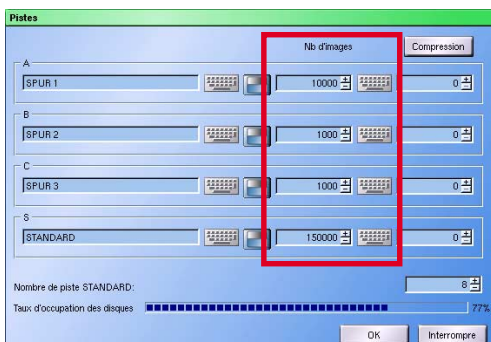 Pistes
Nb d'images Compression
A
SPUR 1 10000 0
B
SPUR 2 1000 0
C
SPUR 3 1000 0
S
STANDARD 150000 0
Nombre de piste STANDARD: 8
Taux d'occupation des disques 77%
OK Interrompre